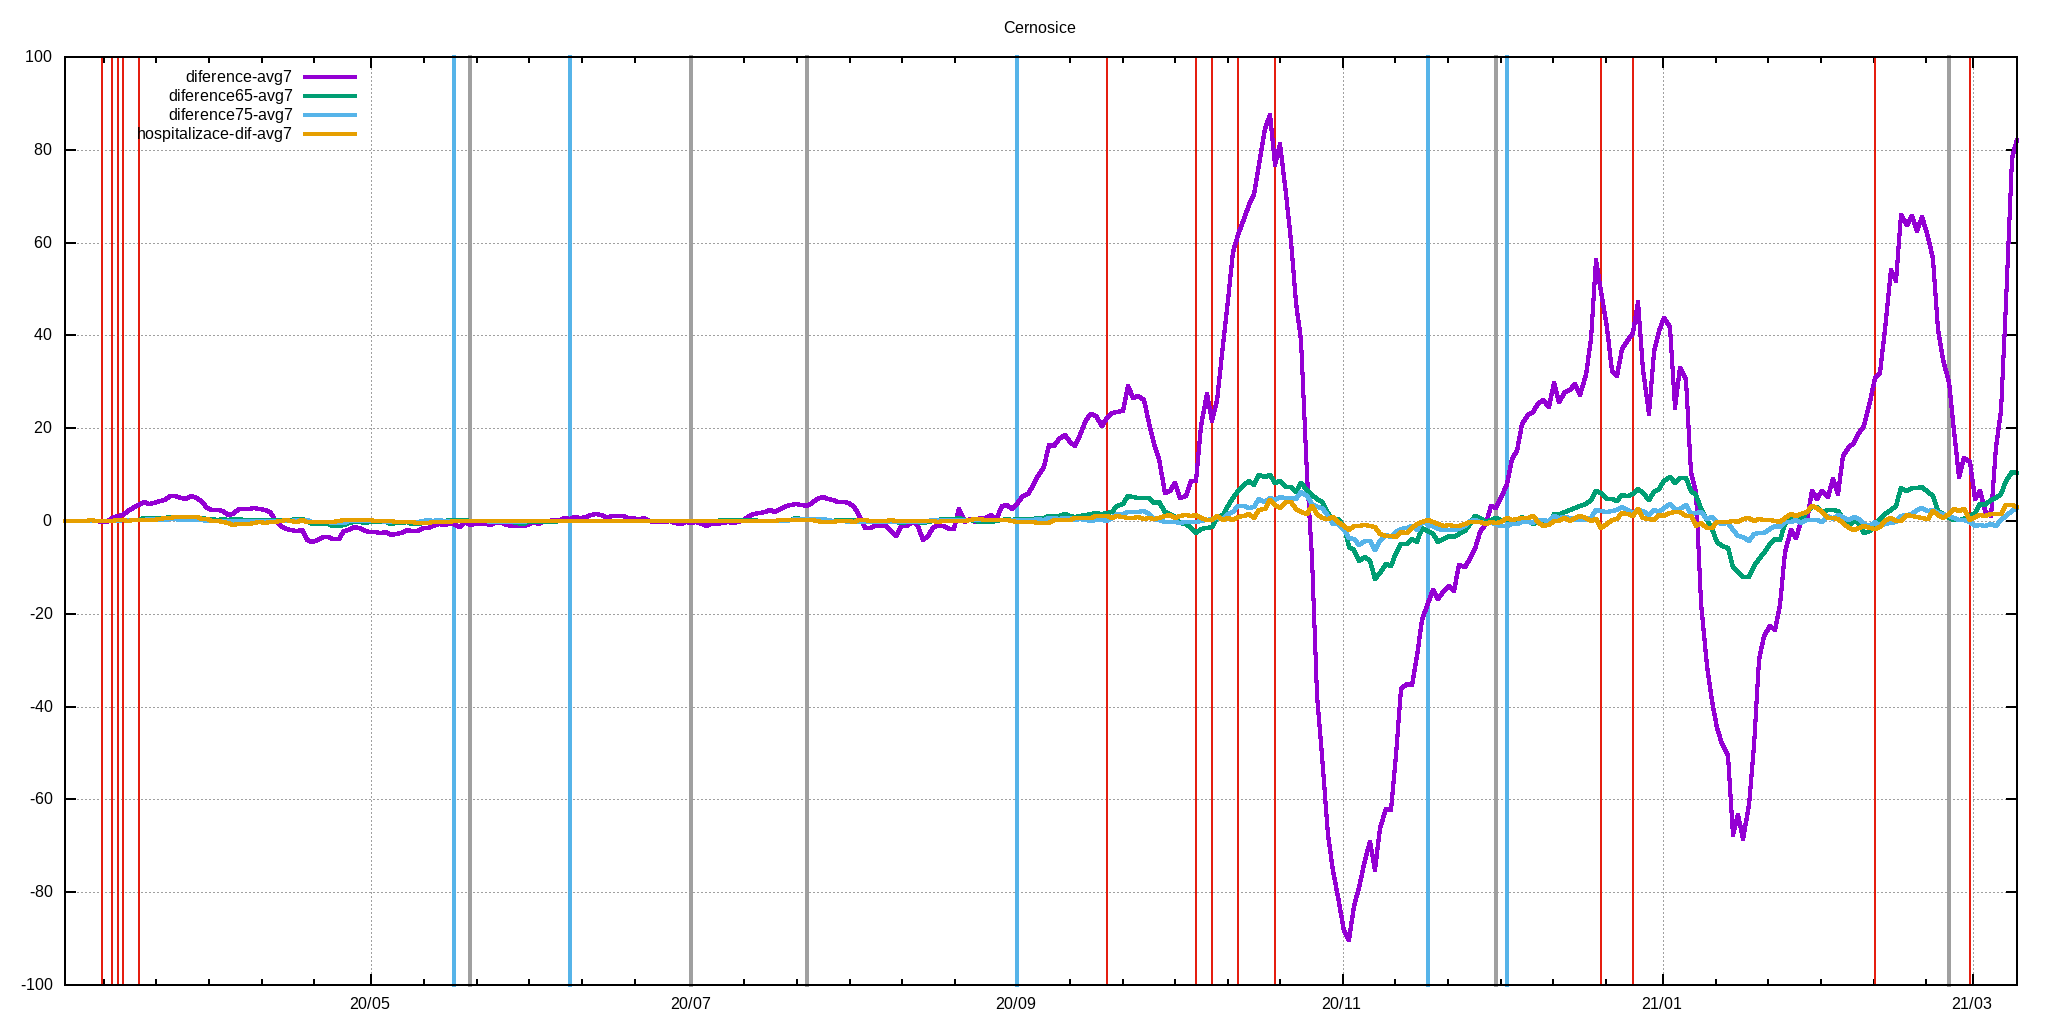 Cernosice
100
80
60
40
20
0
-20
-40
-60
-80
-100
diference-avg7
diference65-avg7
diference75-avg7
hospitalizace-dif-avg7
20/05 20/07 20/09 20/11 21/01 21/03